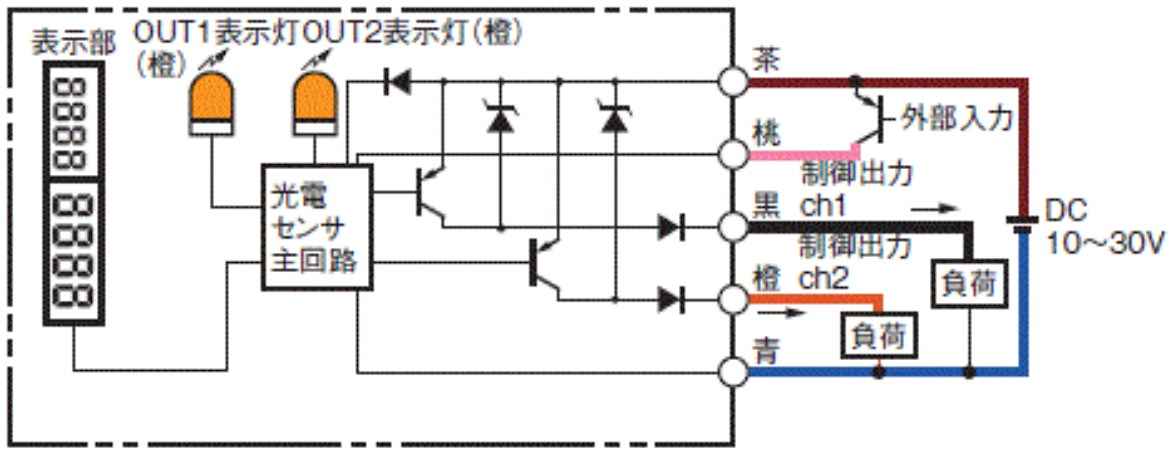 表示部
OUT1表示灯
(橙)
OUT2表示灯(橙)
8888
8888
光電
センサ
主回路
茶
桃
外部入力
制御出力
黒 ch1
制御出力
橙 ch2
青
負荷
負荷
DC
10～30V